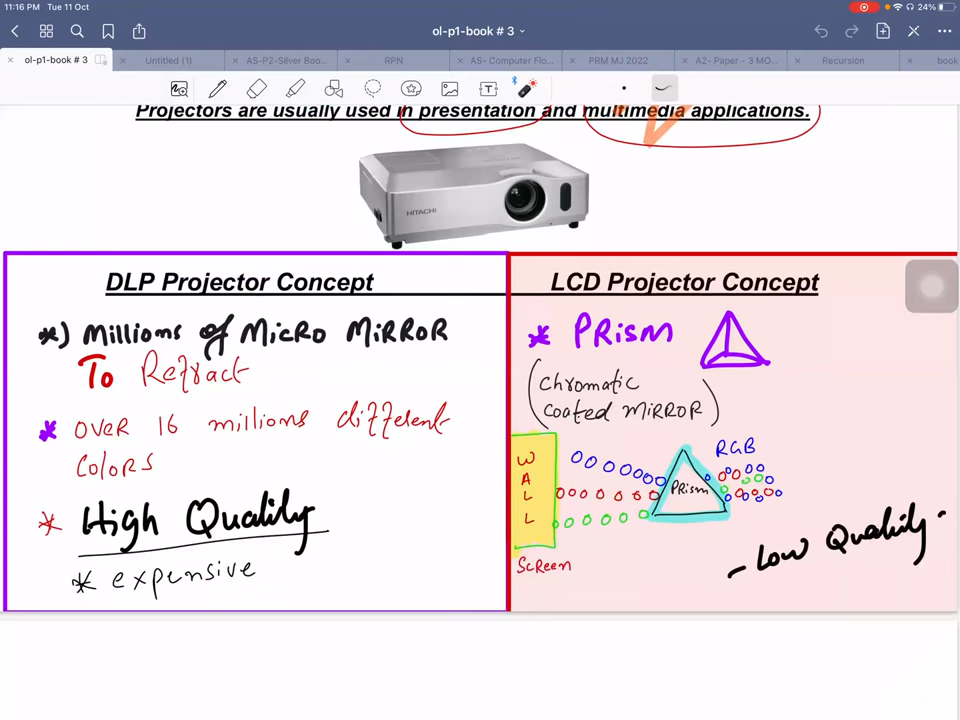 11:16 PM Tue 11 Oct
24%
ol-p1-book # 3
ol-p1-book # 3
Untitled (1)
AS-P2-Silver Boo...
RPN
AS- Computer Flo...
PRM MJ 2022
A2- Paper - 3 MO...
Recursion
book
Projectors are usually used in presentation and multimedia applications.
HITACHI
DLP Projector Concept
*) Millions of Micro MiRROR
To Refract
* over 16 millions different
Colors
* High Quality
* expensive
LCD Projector Concept
* PRism
(Chromatic
coated MiRROR)
RGB
WALL
PRism
Screen
- Low Quality -